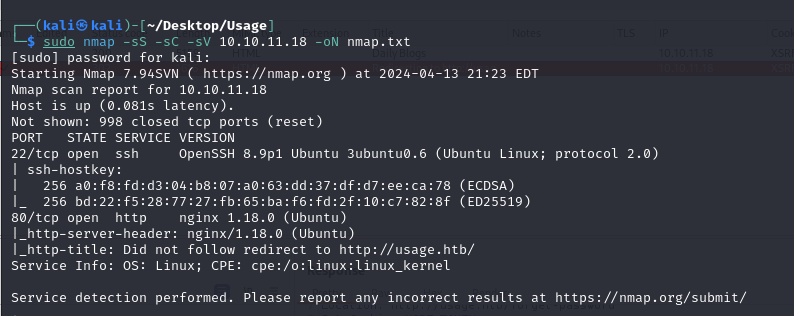 Extension Title Notes TLS IP
(kali㉿kali)-[~/Desktop/Usage]
$ sudo nmap -sS -sC -sV 10.10.11.18 -oN nmap.txt
[sudo] password for kali:
Starting Nmap 7.94SVN ( https://nmap.org ) at 2024-04-13 21:23 EDT
Nmap scan report for 10.10.11.18
Host is up (0.081s latency).
Not shown: 998 closed tcp ports (reset)
PORT   STATE SERVICE VERSION
22/tcp open  ssh     OpenSSH 8.9p1 Ubuntu 3ubuntu0.6 (Ubuntu Linux; protocol 2.0)
| ssh-hostkey:
|   256 a0:f8:fd:d3:04:b8:07:a0:63:dd:37:df:d7:ee:ca:78 (ECDSA)
|_  256 bd:22:f5:28:77:27:fb:65:ba:f6:fd:2f:10:c7:82:8f (ED25519)
80/tcp open  http    nginx 1.18.0 (Ubuntu)
|_http-server-header: nginx/1.18.0 (Ubuntu)
|_http-title: Did not follow redirect to http://usage.htb/
Service Info: OS: Linux; CPE: cpe:/o:linux:linux_kernel
Service detection performed. Please report any incorrect results at https://nmap.org/submit/